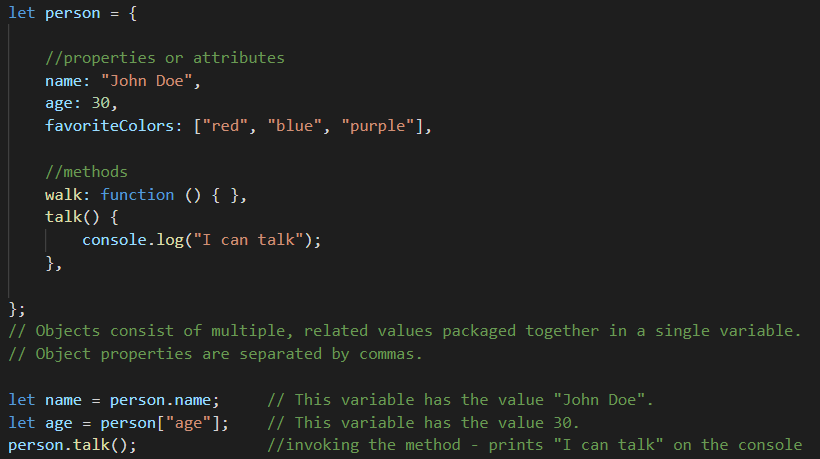 let person = {
//properties or attributes
name: "John Doe",
age: 30,
favoriteColors: ["red", "blue", "purple"],
//methods
walk: function () { },
talk() {
console.log("I can talk");
},
};
// Objects consist of multiple, related values packaged together in a single variable.
// Object properties are separated by commas.
let name = person.name;     // This variable has the value "John Doe".
let age = person["age"];    // This variable has the value 30.
person.talk();              //invoking the method - prints "I can talk" on the console